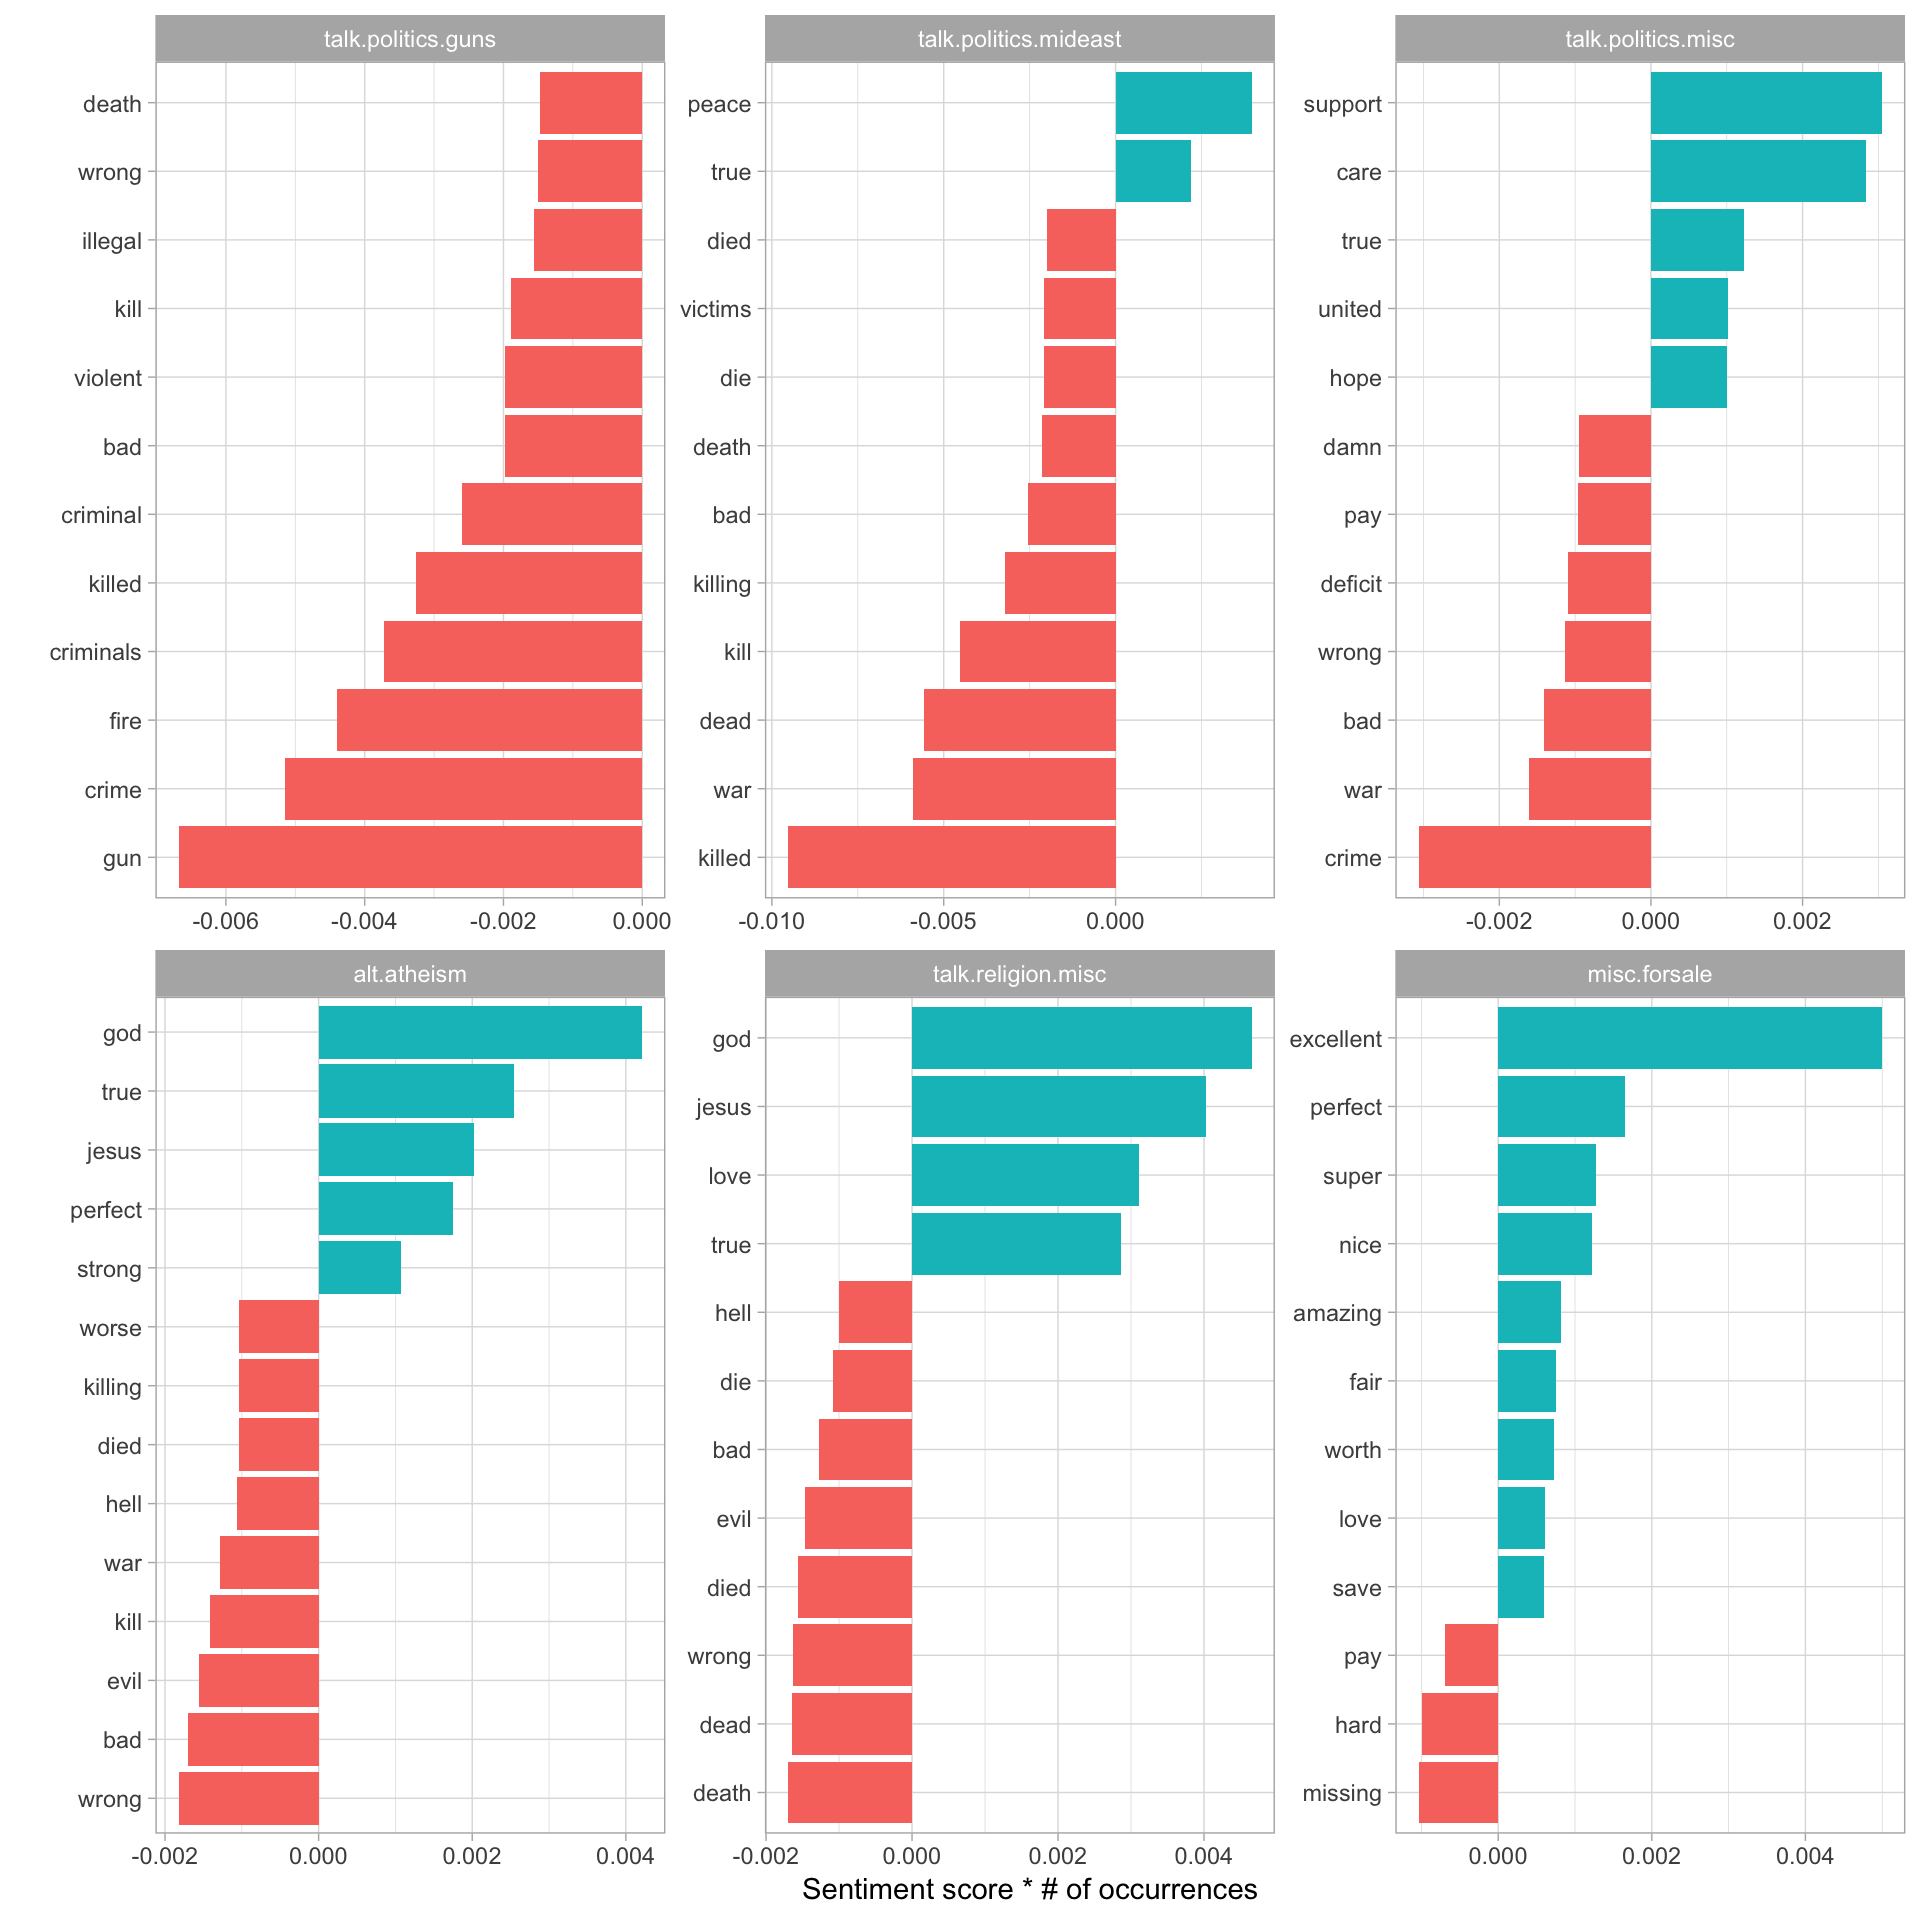 talk.politics.guns
death
wrong
illegal
kill
violent
bad
criminal
killed
criminals
fire
crime
gun
-0.006 -0.004 -0.002 0.000
talk.politics.mideast
peace
true
died
victims
die
death
bad
killing
kill
dead
war
killed
-0.010 -0.005 0.000
talk.politics.misc
support
care
true
united
hope
damn
pay
deficit
wrong
bad
war
crime
-0.002 0.000 0.002
alt.atheism
god
true
jesus
perfect
strong
worse
killing
died
hell
war
kill
evil
bad
wrong
-0.002 0.000 0.002 0.004
talk.religion.misc
god
jesus
love
true
hell
die
bad
evil
died
wrong
dead
death
-0.002 0.000 0.002 0.004
misc.forsale
excellent
perfect
super
nice
amazing
fair
worth
love
save
pay
hard
missing
0.000 0.002 0.004
Sentiment score * # of occurrences